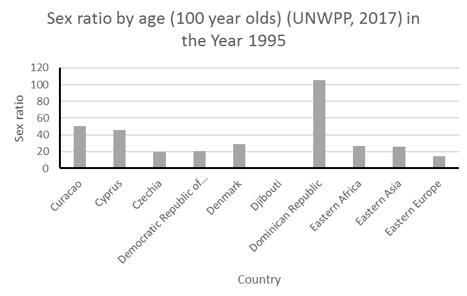 Sex ratio by age (100 year olds) (UNWPP, 2017) in
the Year 1995
120
100
80
60
40
20
0
Sex ratio
Curacao
Cyprus
Czechia
Democratic Republic of...
Denmark
Djibouti
Dominican Republic
Eastern Africa
Eastern Asia
Eastern Europe
Country